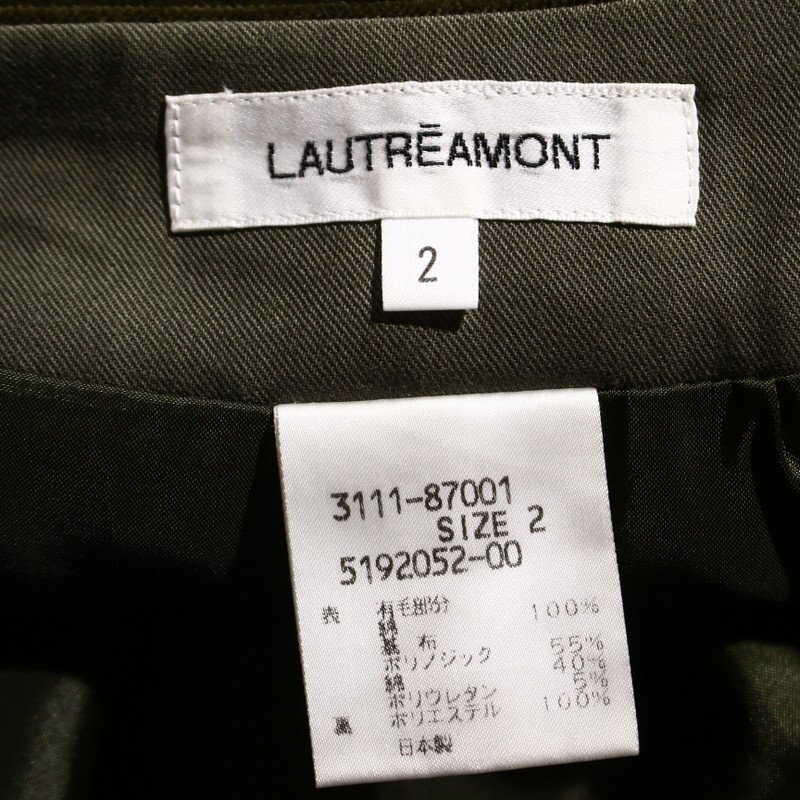 LAUTRĒAMONT
2
3111-87001
SIZE 2
5192052-00
表 有毛部分
綿 100%
基 布
ポリノジック 55%
綿 40%
ポリウレタン 5%
裏 ポリエステル 100%
日本製